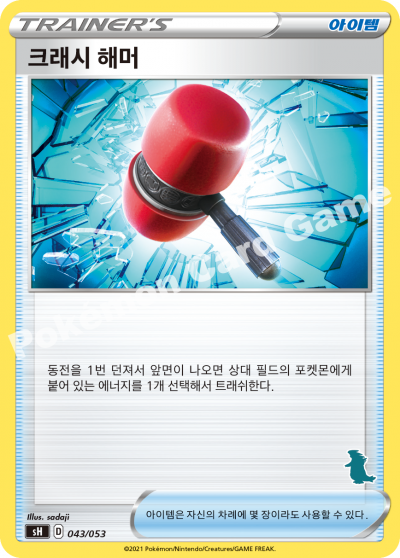 TRAINER'S 아이템
크래시 해머
Pokémon Card Game
동전을 1번 던져서 앞면이 나오면 상대 필드의 포켓몬에게
붙어 있는 에너지를 1개 선택해서 트래쉬한다.
Illus. sadaji
sH D 043/053
아이템은 자신의 차례에 몇 장이라도 사용할 수 있다.
©2021 Pokémon/Nintendo/Creatures/GAME FREAK.